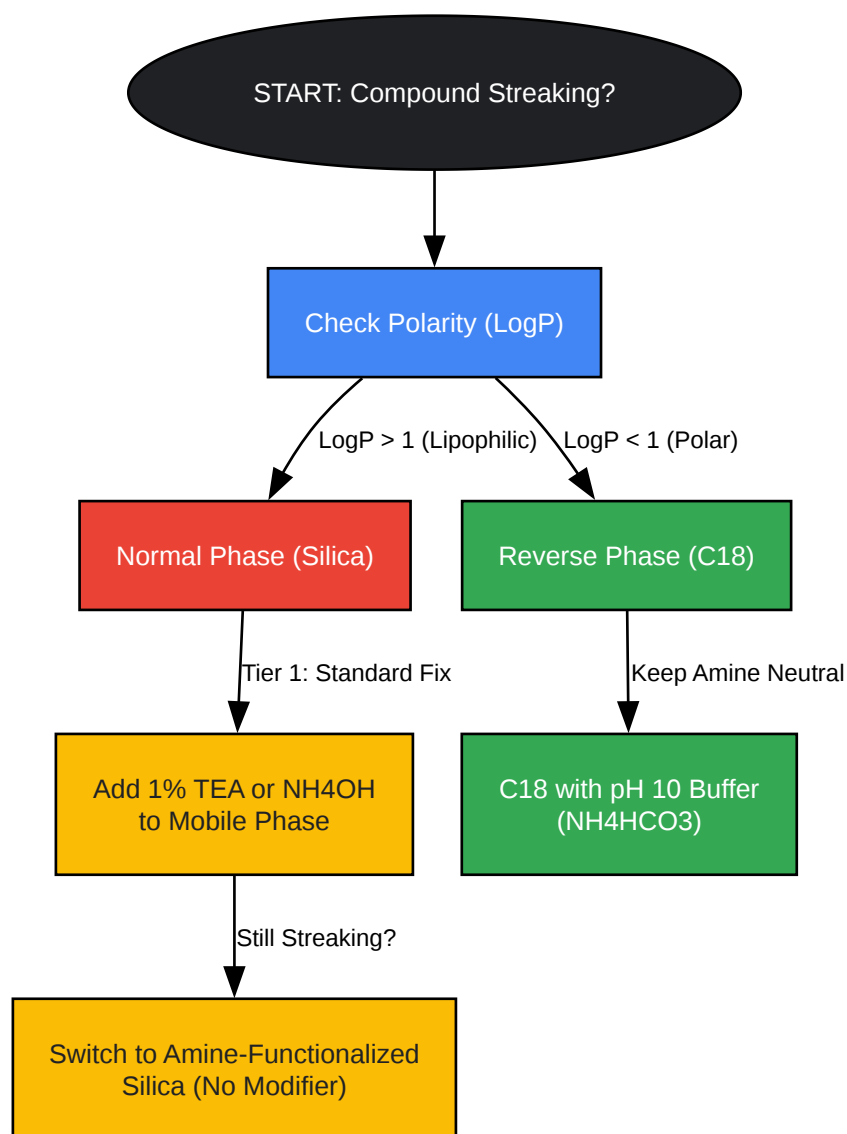 START: Compound Streaking?
Check Polarity (LogP)
LogP > 1 (Lipophilic)
LogP < 1 (Polar)
Normal Phase (Silica)
Reverse Phase (C18)
Tier 1: Standard Fix
Keep Amine Neutral
Add 1% TEA or NH4OH
to Mobile Phase
C18 with pH 10 Buffer
(NH4HCO3)
Still Streaking?
Switch to Amine-Functionalized
Silica (No Modifier)